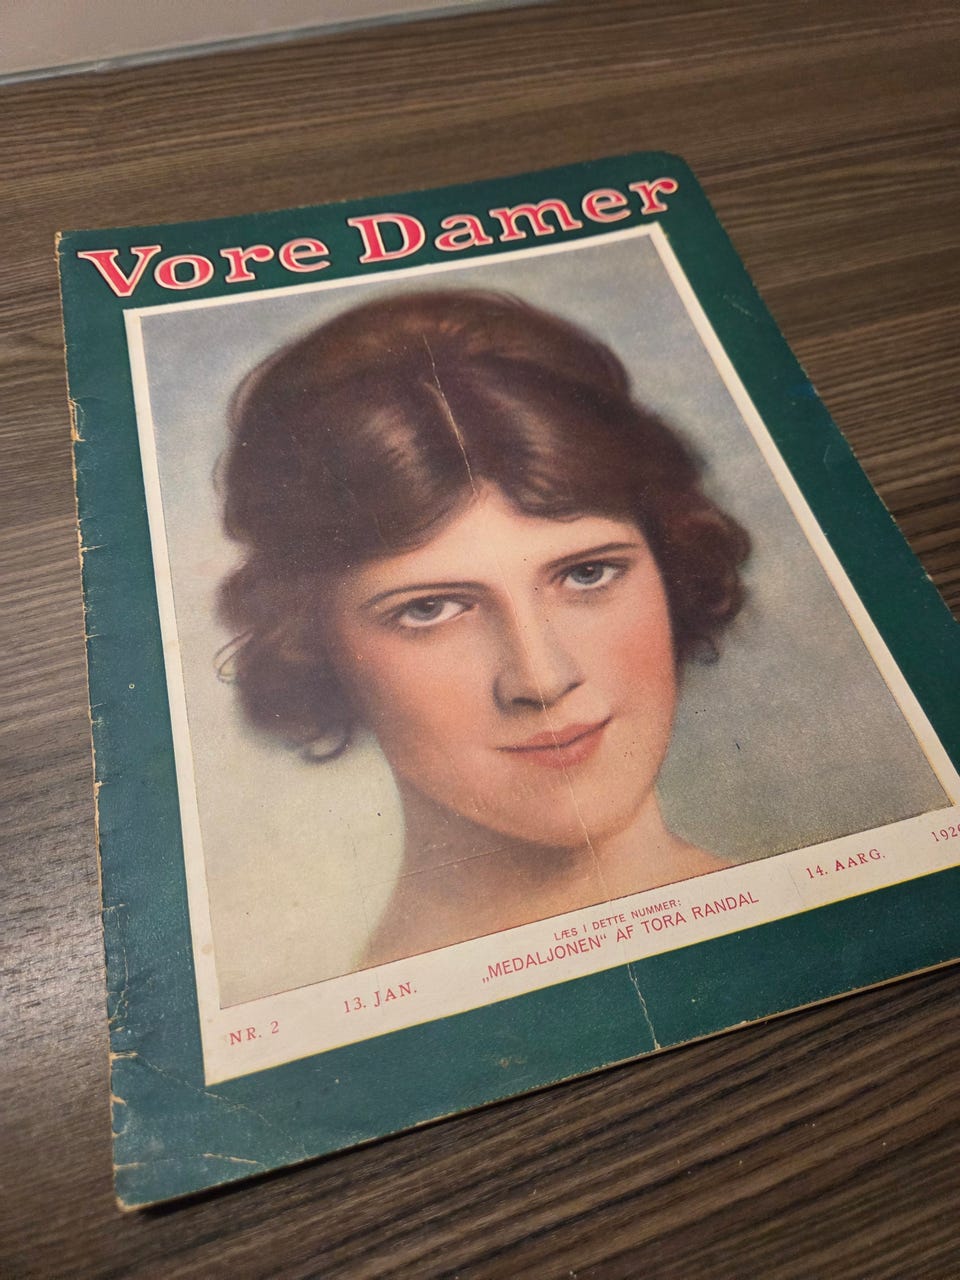 Vore Damer
LÆS I DETTE NUMMER:
„MEDALJONEN“ AF TORA RANDAL
NR. 2 13. JAN. 14. AARG.